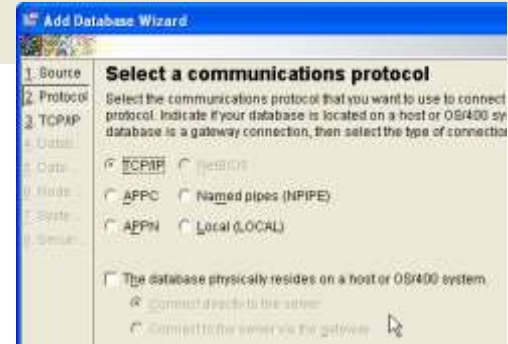 Add Database Wizard
1. Source
2. Protocol
3. TCP/IP
Select a communications protocol
Select the communications protocol that you want to use to connect
protocol. Indicate if your database is located on a host or OS/400 sy
database is a gateway connection, then select the type of connection
TCP/IP NetBIOS
APPC Named pipes (NPIPE)
APPN Local (LOCAL)
The database physically resides on a host or OS/400 system
Connect directly to the server
Connect to the server via the gateway